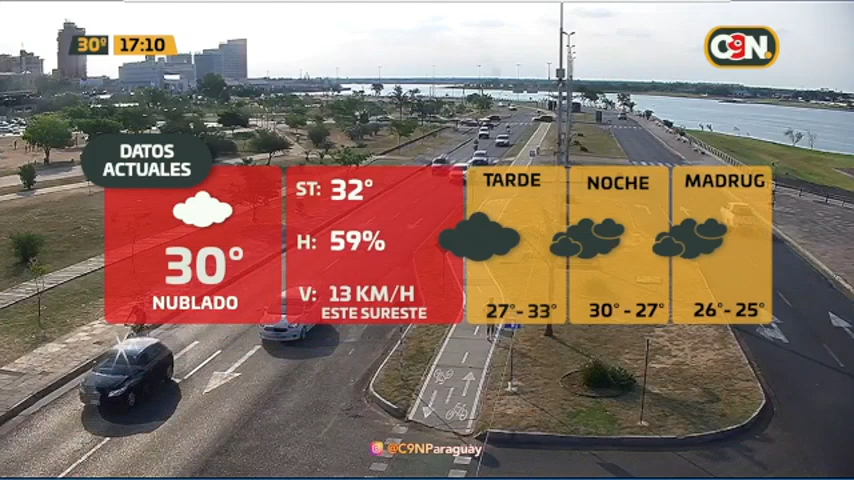 30° 17:10
C9N.
DATOS
ACTUALES
30°
NUBLADO
ST: 32°
H: 59%
V: 13 KM/H
ESTE SURESTE
TARDE
27° - 33°
NOCHE
30° - 27°
MADRUG
26° - 25°
@C9NParaguay